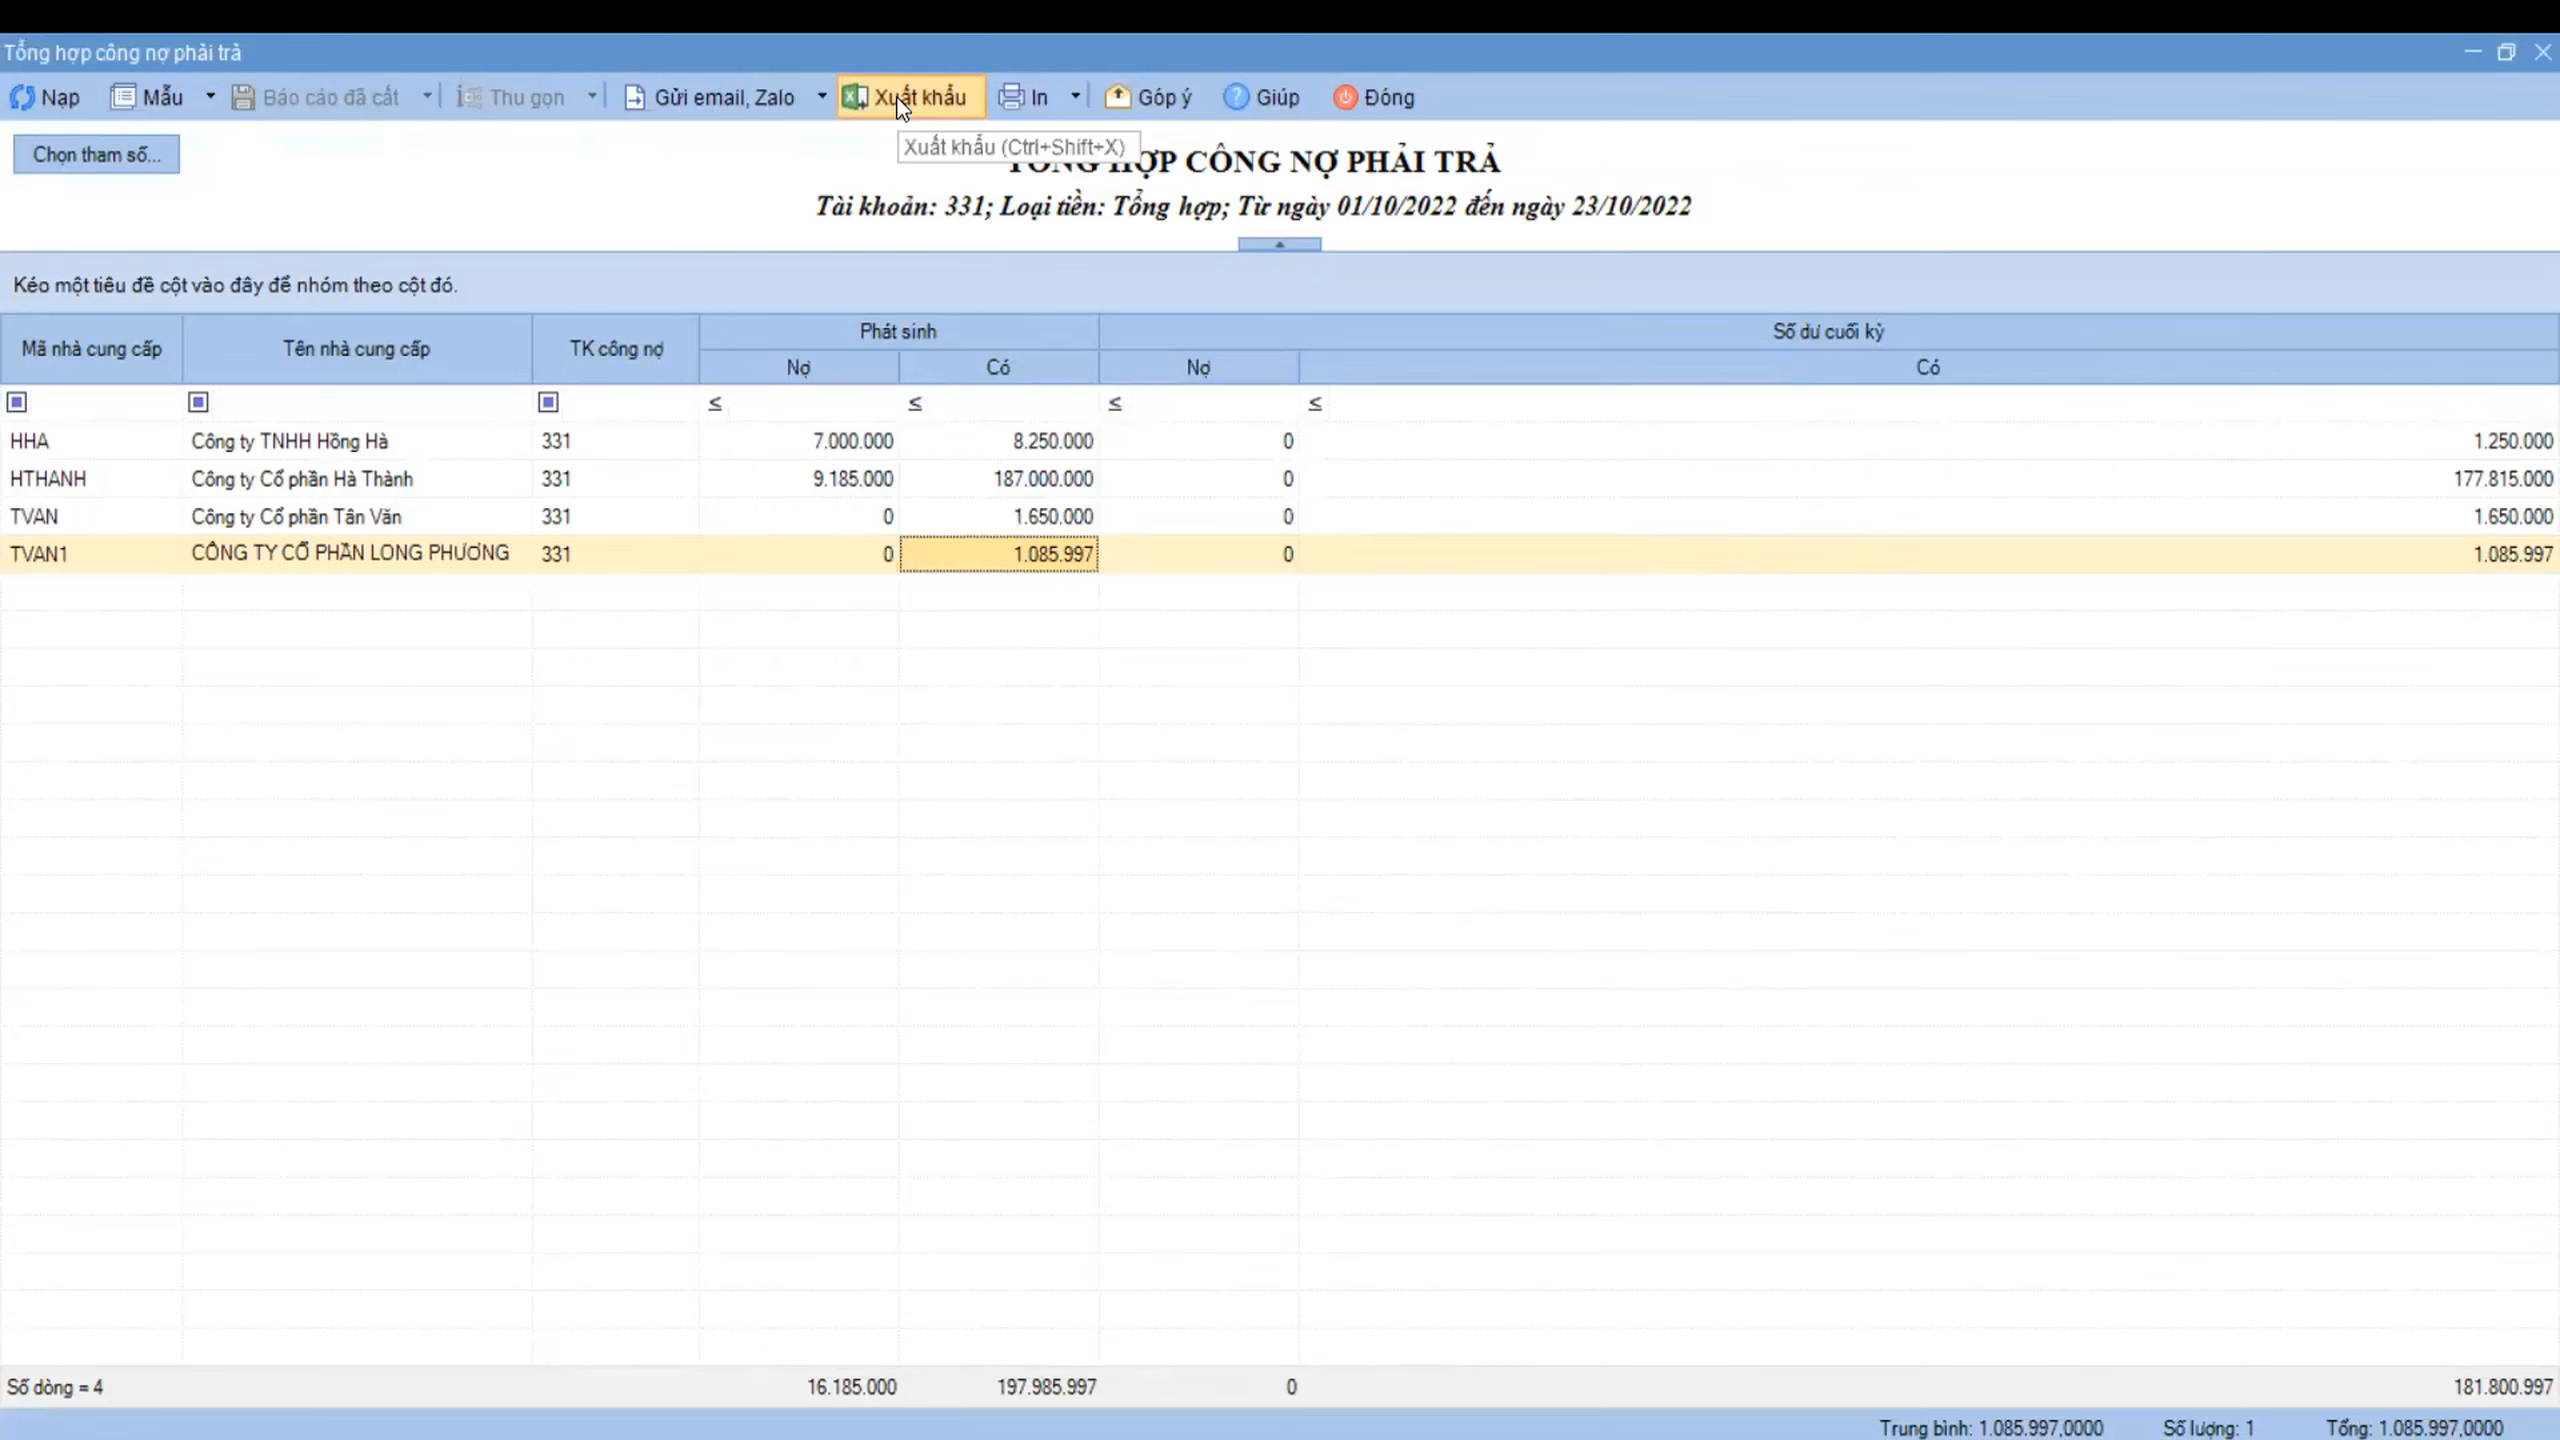 Tổng hợp công nợ phải trả
Nạp Mẫu Báo cáo đã cất Thu gọn Gửi email, Zalo Xuất khẩu In Góp ý Giúp Đóng
Chọn tham số...
Xuất khẩu (Ctrl+Shift+X)
TỔNG HỢP CÔNG NỢ PHẢI TRẢ
Tài khoản: 331; Loại tiền: Tổng hợp; Từ ngày 01/10/2022 đến ngày 23/10/2022
Kéo một tiêu đề cột vào đây để nhóm theo cột đó.
Mã nhà cung cấp Tên nhà cung cấp TK công nợ Phát sinh Số dư cuối kỳ
Nợ Có Nợ Có
≤ ≤ ≤ ≤
HHA Công ty TNHH Hồng Hà 331 7.000.000 8.250.000 0 1.250.000
HTHANH Công ty Cổ phần Hà Thành 331 9.185.000 187.000.000 0 177.815.000
TVAN Công ty Cổ phần Tân Văn 331 0 1.650.000 0 1.650.000
TVAN1 CÔNG TY CỔ PHẦN LONG PHƯƠNG 331 0 1.085.997 0 1.085.997
Số dòng = 4 16.185.000 197.985.997 0 181.800.997
Trung bình: 1.085.997,0000 Số lượng: 1 Tổng: 1.085.997,0000